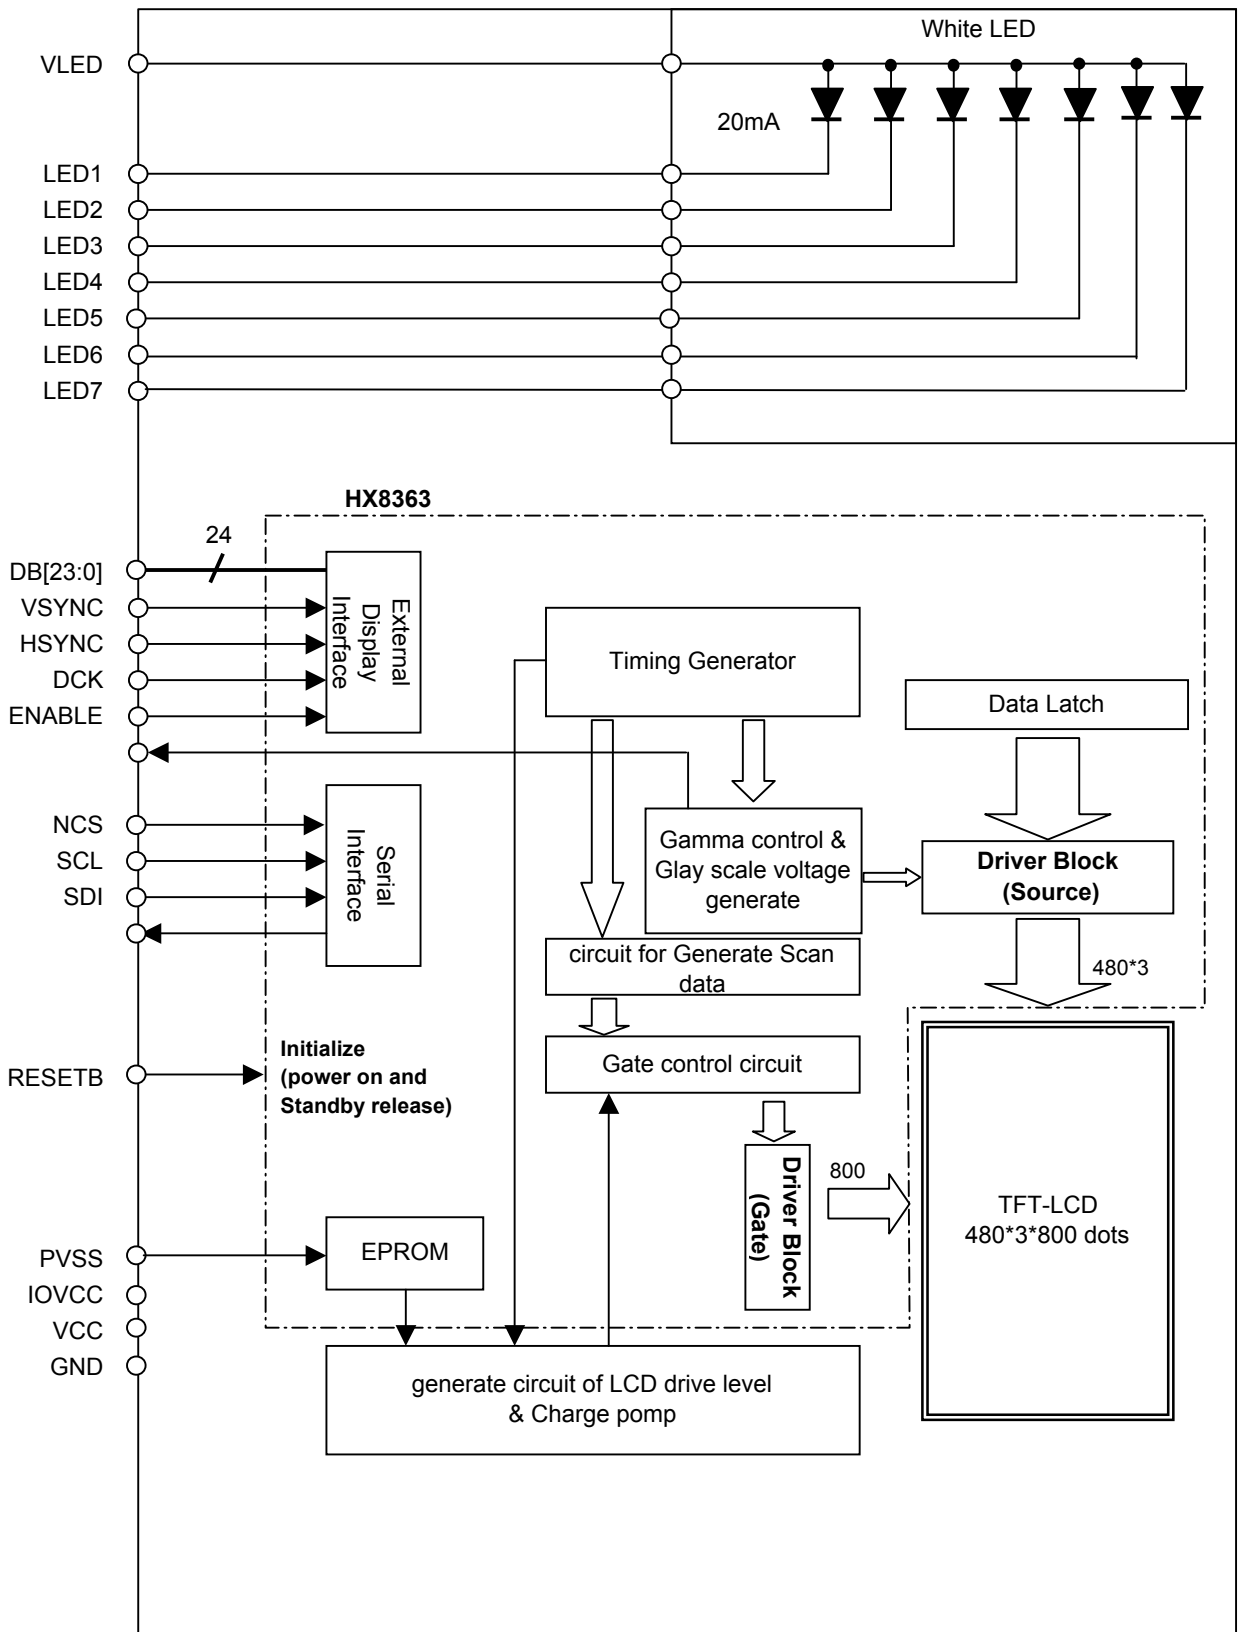 White LED
VLED
20mA
LED1
LED2
LED3
LED4
LED5
LED6
LED7
HX8363
24
DB[23:0]
VSYNC
HSYNC
DCK
ENABLE
External
Display
Interface
Timing Generator
Data Latch
NCS
SCL
SDI
Serial
Interface
Gamma control &
Glay scale voltage
generate
Driver Block
(Source)
circuit for Generate Scan
data
480*3
Gate control circuit
RESETB
Initialize
(power on and
Standby release)
Driver Block
(Gate)
800
TFT-LCD
480*3*800 dots
PVSS
IOVCC
VCC
GND
EPROM
generate circuit of LCD drive level
& Charge pomp